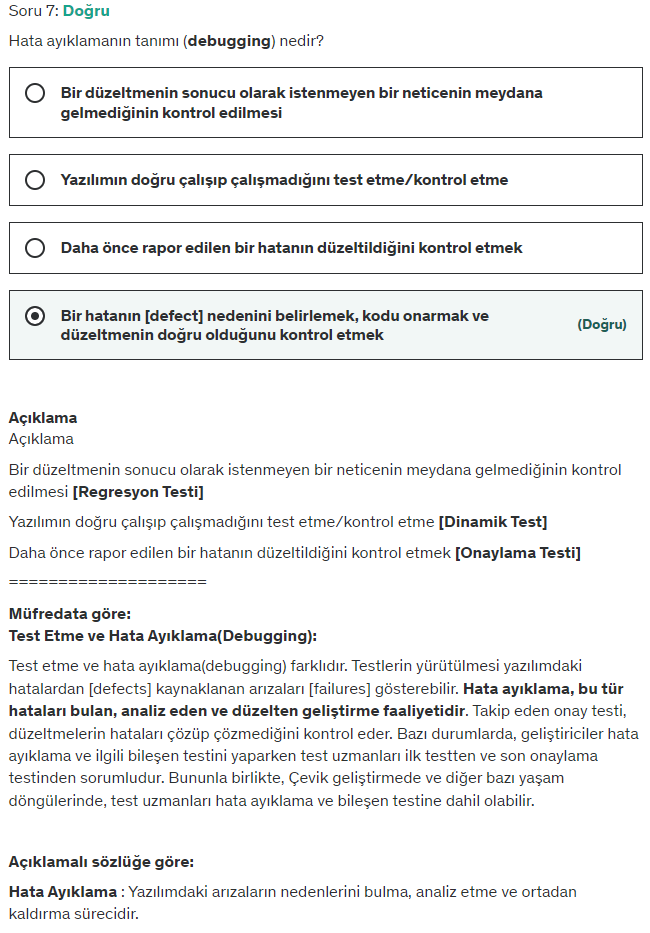 Soru 7: Doğru
Hata ayıklamanın tanımı (debugging) nedir?
Bir düzeltmenin sonucu olarak istenmeyen bir neticenin meydana
gelmediğinin kontrol edilmesi
Yazılımın doğru çalışıp çalışmadığını test etme/kontrol etme
Daha önce rapor edilen bir hatanın düzeltildiğini kontrol etmek
Bir hatanın [defect] nedenini belirlemek, kodu onarmak ve
düzeltmenin doğru olduğunu kontrol etmek
(Doğru)
Açıklama
Açıklama
Bir düzeltmenin sonucu olarak istenmeyen bir neticenin meydana gelmediğinin kontrol
edilmesi [Regresyon Testi]
Yazılımın doğru çalışıp çalışmadığını test etme/kontrol etme [Dinamik Test]
Daha önce rapor edilen bir hatanın düzeltildiğini kontrol etmek [Onaylama Testi]
====================
Müfredata göre:
Test Etme ve Hata Ayıklama(Debugging):
Test etme ve hata ayıklama(debugging) farklıdır. Testlerin yürütülmesi yazılımdaki
hatalardan [defects] kaynaklanan arızaları [failures] gösterebilir. Hata ayıklama, bu tür
hataları bulan, analiz eden ve düzelten geliştirme faaliyetidir. Takip eden onay testi,
düzeltmelerin hataları çözüp çözmediğini kontrol eder. Bazı durumlarda, geliştiriciler hata
ayıklama ve ilgili bileşen testini yaparken test uzmanları ilk testten ve son onaylama
testinden sorumludur. Bununla birlikte, Çevik geliştirmede ve diğer bazı yaşam
döngülerinde, test uzmanları hata ayıklama ve bileşen testine dahil olabilir.
Açıklamalı sözlüğe göre:
Hata Ayıklama : Yazılımdaki arızaların nedenlerini bulma, analiz etme ve ortadan
kaldırma sürecidir.